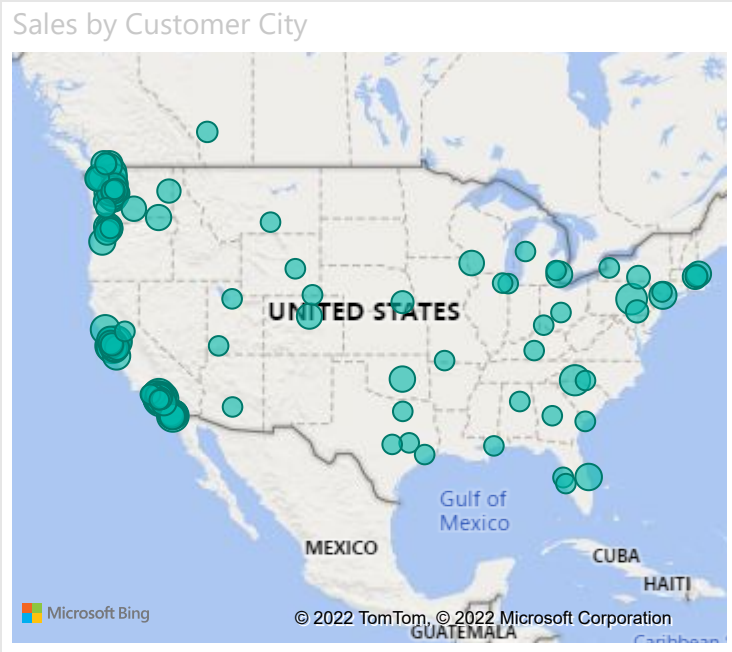 Sales by Customer City
UNITED STATES
Gulf of
Mexico
MEXICO
CUBA
HAITI
Microsoft Bing
© 2022 TomTom, © 2022 Microsoft Corporation
GUATEMALA
Caribbean